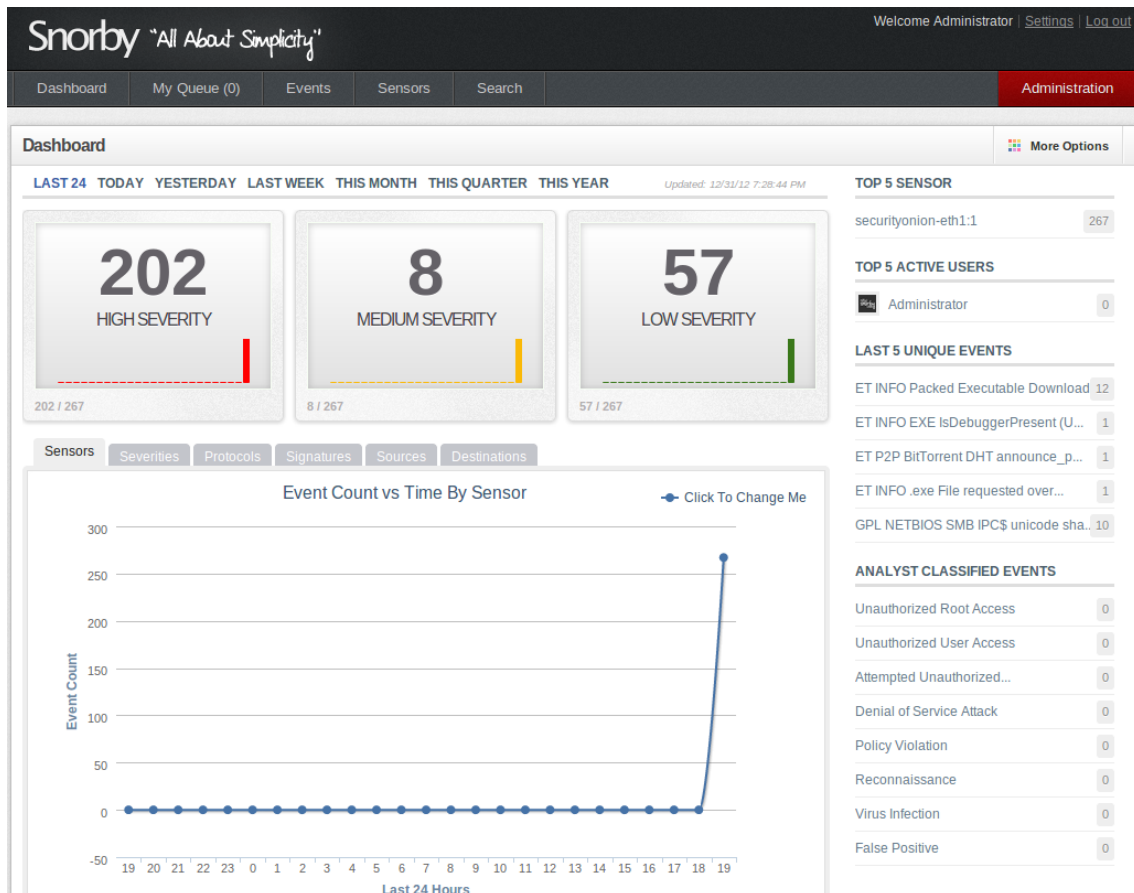 Snorby "All About Simplicity"
Welcome Administrator | Settings | Log out
Dashboard My Queue (0) Events Sensors Search Administration
Dashboard More Options
LAST 24 TODAY YESTERDAY LAST WEEK THIS MONTH THIS QUARTER THIS YEAR Updated: 12/31/12 7:28:44 PM
202
HIGH SEVERITY
202 / 267
8
MEDIUM SEVERITY
8 / 267
57
LOW SEVERITY
57 / 267
Sensors Severities Protocols Signatures Sources Destinations
Event Count vs Time By Sensor
Click To Change Me
300
250
200
150
100
50
0
-50
Event Count
19 20 21 22 23 0 1 2 3 4 5 6 7 8 9 10 11 12 13 14 15 16 17 18 19
Last 24 Hours
TOP 5 SENSOR
securityonion-eth1:1 267
TOP 5 ACTIVE USERS
Administrator 0
LAST 5 UNIQUE EVENTS
ET INFO Packed Executable Download 12
ET INFO EXE IsDebuggerPresent (U... 1
ET P2P BitTorrent DHT announce_p... 1
ET INFO .exe File requested over... 1
GPL NETBIOS SMB IPC$ unicode sha... 10
ANALYST CLASSIFIED EVENTS
Unauthorized Root Access 0
Unauthorized User Access 0
Attempted Unauthorized... 0
Denial of Service Attack 0
Policy Violation 0
Reconnaissance 0
Virus Infection 0
False Positive 0